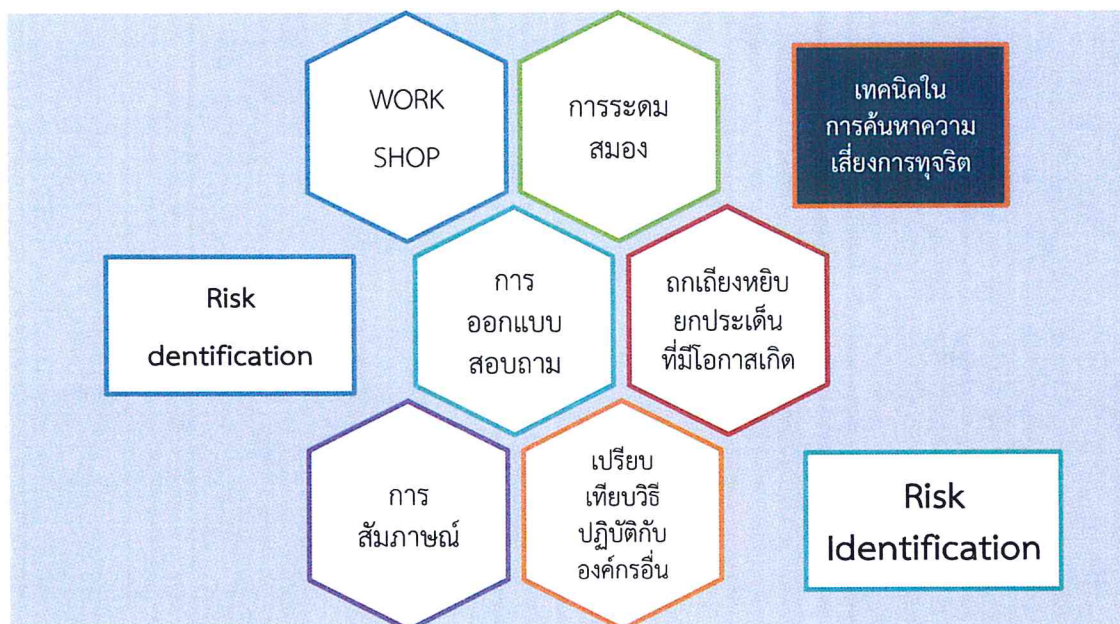 WORK
SHOP
การระดม
สมอง
เทคนิคใน
การค้นหาความ
เสี่ยงการทุจริต
Risk
dentification
การ
ออกแบบ
สอบถาม
ถกเถียงหยิบ
ยกประเด็น
ที่มีโอกาสเกิด
การ
สัมภาษณ์
เปรียบ
เทียบวิธี
ปฏิบัติกับ
องค์กรอื่น
Risk
Identification